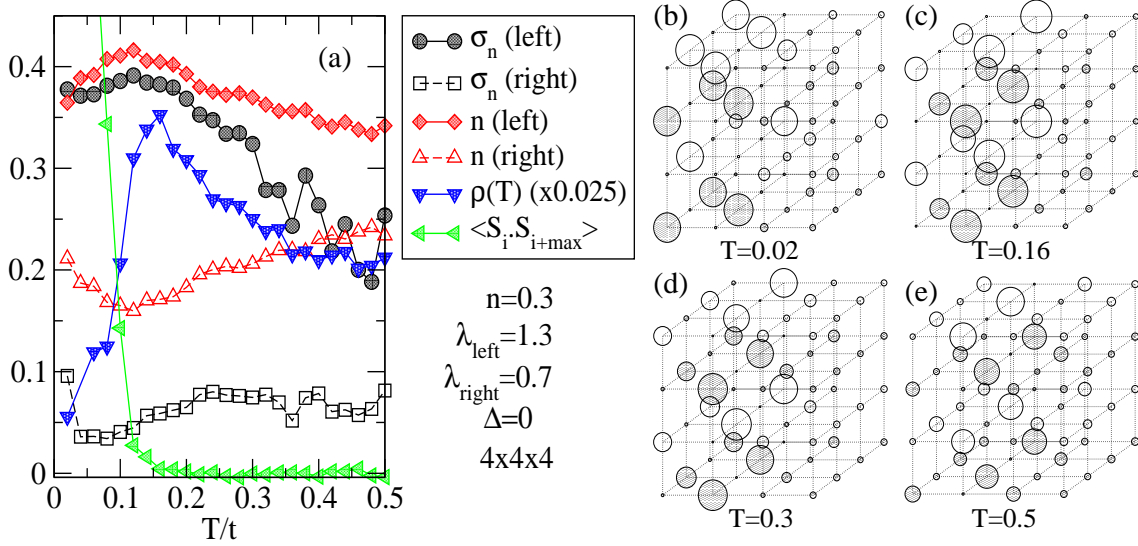 (a)
0.4
0.3
0.2
0.1
0
0 0.1 0.2 0.3 0.4 0.5
T/t
σn (left)
σn (right)
n (left)
n (right)
ρ(T) (x0.025)
<Si.Si+max>
n=0.3
λleft=1.3
λright=0.7
Δ=0
4x4x4
(b)
T=0.02
(c)
T=0.16
(d)
T=0.3
(e)
T=0.5